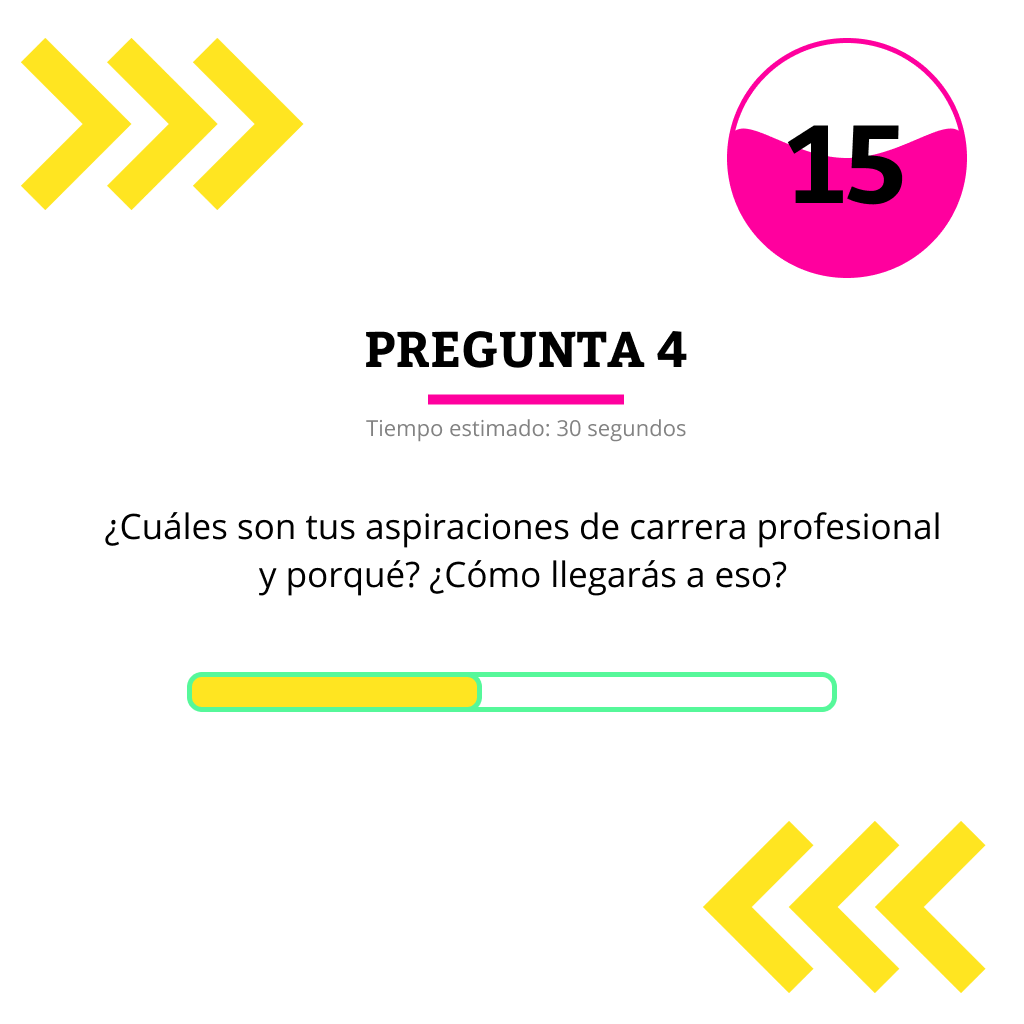 15
PREGUNTA 4
Tiempo estimado: 30 segundos
¿Cuáles son tus aspiraciones de carrera profesional
y porqué? ¿Cómo llegarás a eso?